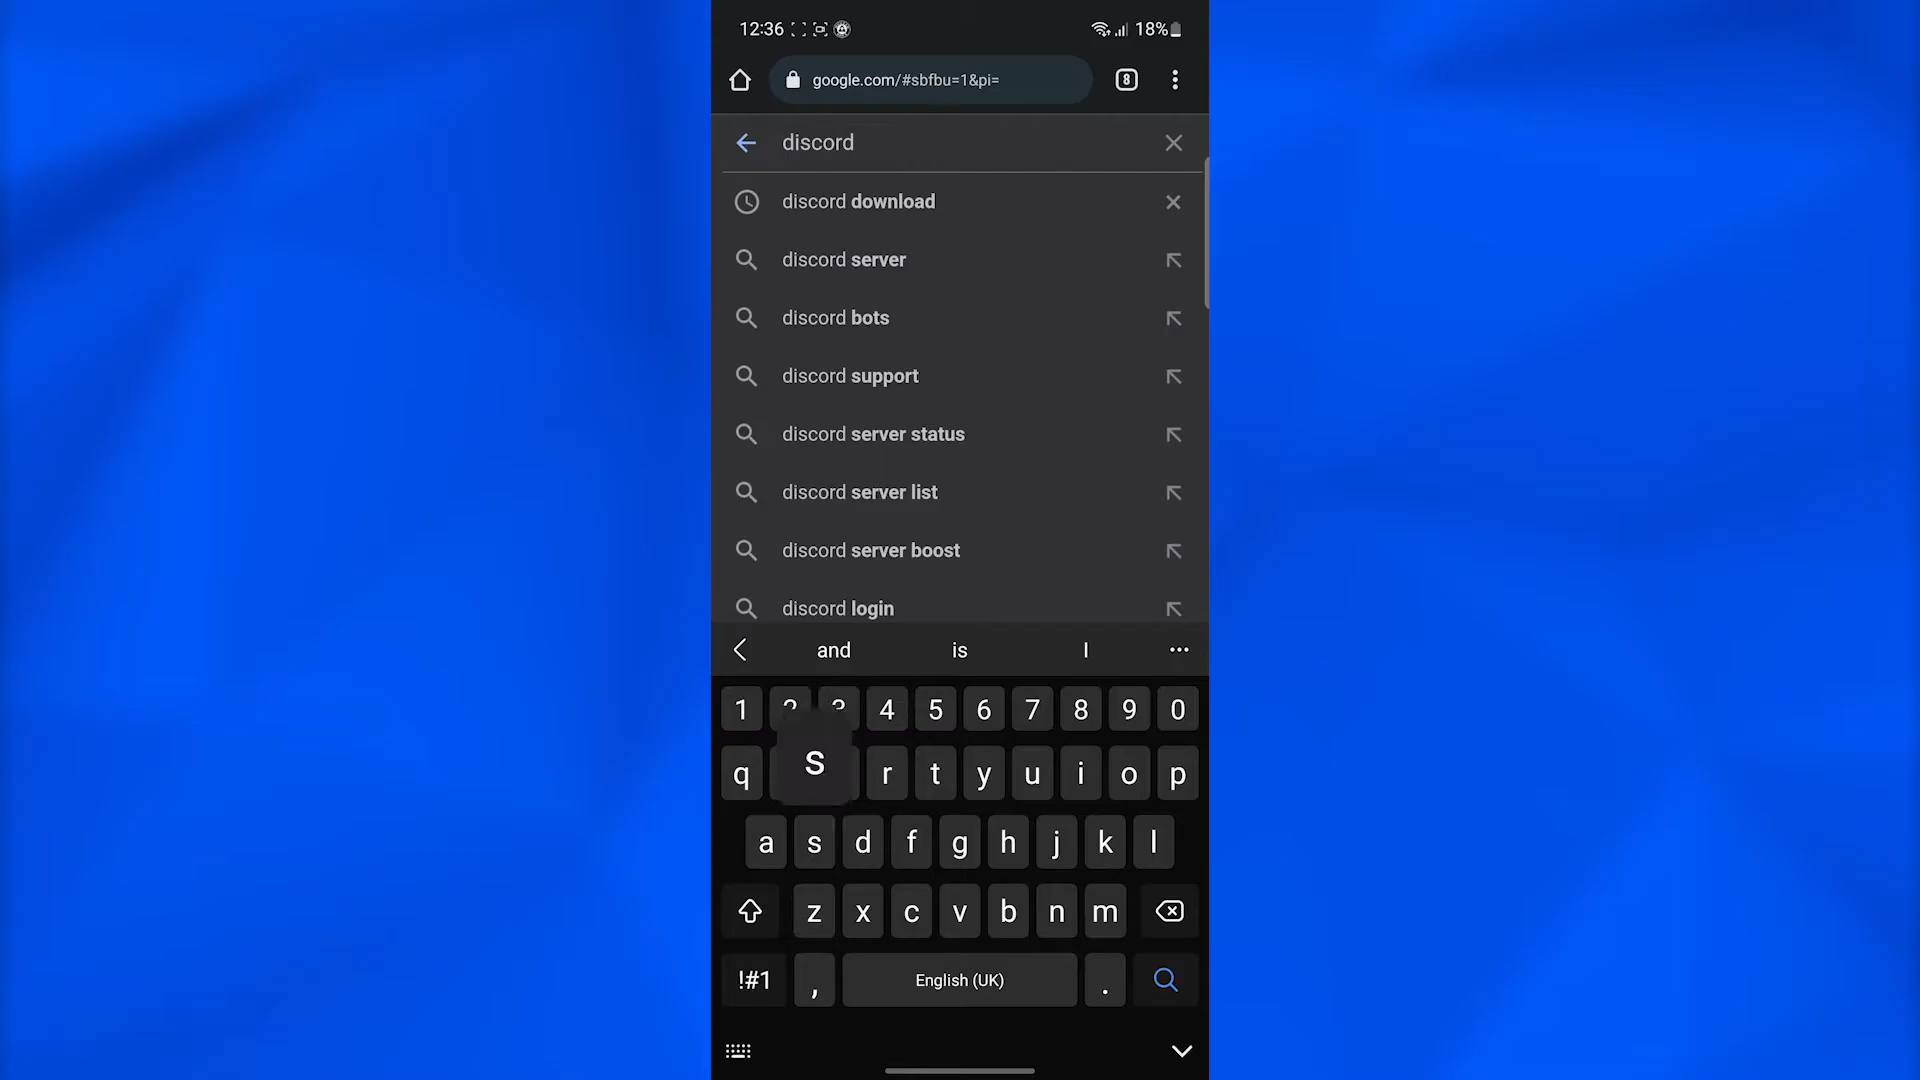 12:36 18%
google.com/#sbfbu=1&pi= 8
discord
discord download
discord server
discord bots
discord support
discord server status
discord server list
discord server boost
discord login
and is I
1 2 3 4 5 6 7 8 9 0
q s r t y u i o p
a s d f g h j k l
z x c v b n m
!#1 , English (UK) .